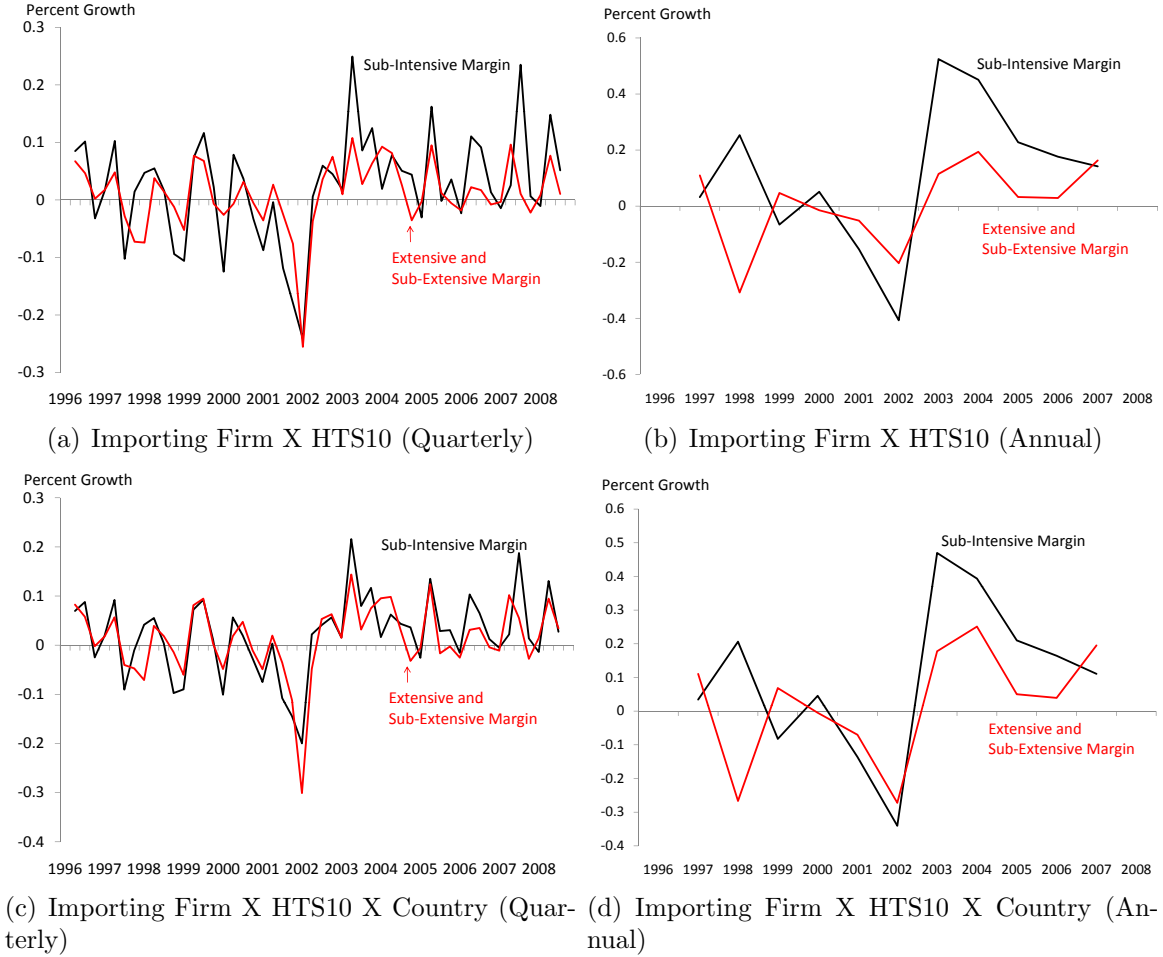 Percent Growth
0.3
0.2
0.1
0
-0.1
-0.2
-0.3
Sub-Intensive Margin
Extensive and
Sub-Extensive Margin
1996 1997 1998 1999 2000 2001 2002 2003 2004 2005 2006 2007 2008
(a) Importing Firm X HTS10 (Quarterly)
Percent Growth
0.6
0.4
0.2
0
-0.2
-0.4
-0.6
Sub-Intensive Margin
Extensive and
Sub-Extensive Margin
1996 1997 1998 1999 2000 2001 2002 2003 2004 2005 2006 2007 2008
(b) Importing Firm X HTS10 (Annual)
Percent Growth
0.3
0.2
0.1
0
-0.1
-0.2
-0.3
-0.4
Sub-Intensive Margin
Extensive and
Sub-Extensive Margin
1996 1997 1998 1999 2000 2001 2002 2003 2004 2005 2006 2007 2008
(c) Importing Firm X HTS10 X Country (Quar-
terly)
Percent Growth
0.6
0.5
0.4
0.3
0.2
0.1
0
-0.1
-0.2
-0.3
-0.4
Sub-Intensive Margin
Extensive and
Sub-Extensive Margin
1996 1997 1998 1999 2000 2001 2002 2003 2004 2005 2006 2007 2008
(d) Importing Firm X HTS10 X Country (An-
nual)